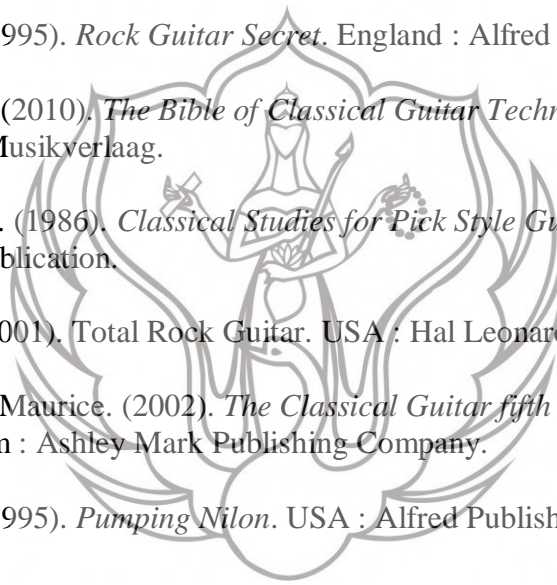 995). Rock Guitar Secret. England : Alfred
(2010). The Bible of Classical Guitar Techn
Musikverlaag.
. (1986). Classical Studies for Pick Style Gu
blication.
001). Total Rock Guitar. USA : Hal Leonard
Maurice. (2002). The Classical Guitar fifth
n : Ashley Mark Publishing Company.
995). Pumping Nilon. USA : Alfred Publish